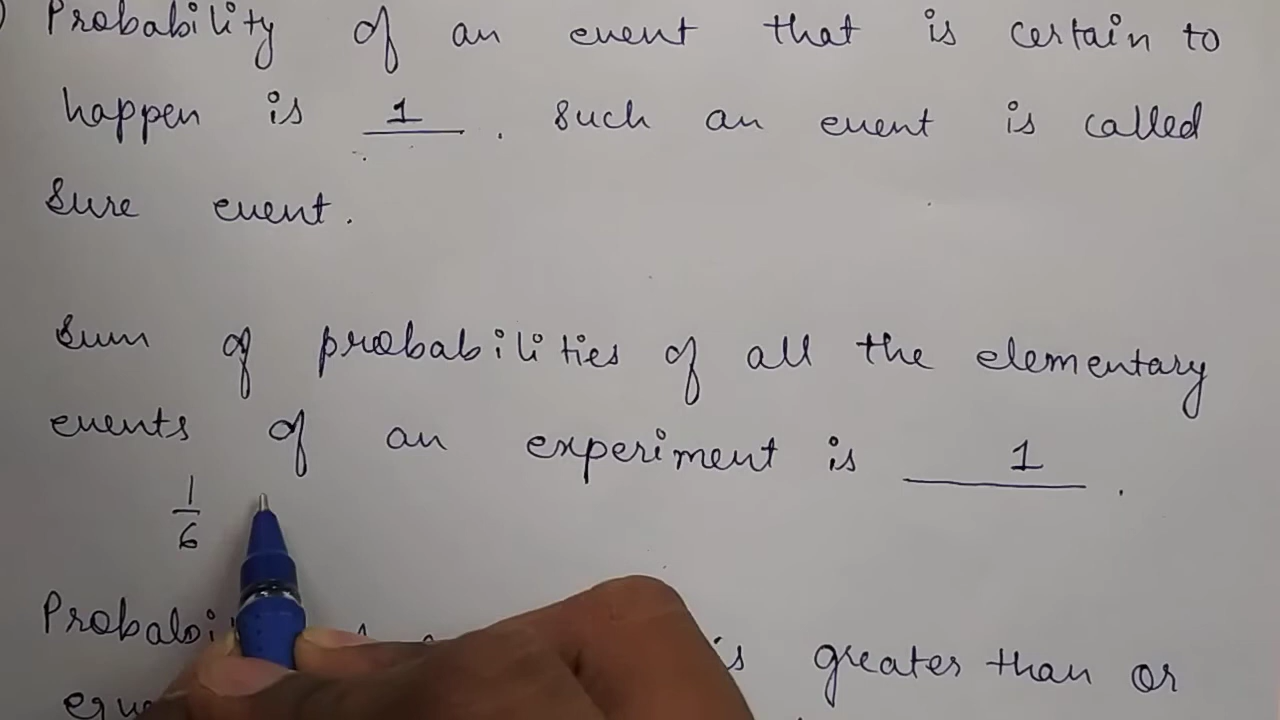 ) Probability of an event that is certain to
happen is 1 . Such an event is called
Sure event.
Sum of probabilities of all the elementary
events of an experiment is 1 .
1/6
is greater than or